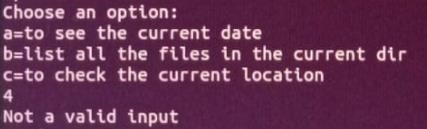 Choose an option:
a=to see the current date
b=list all the files in the current dir
c=to check the current location
4
Not a valid input